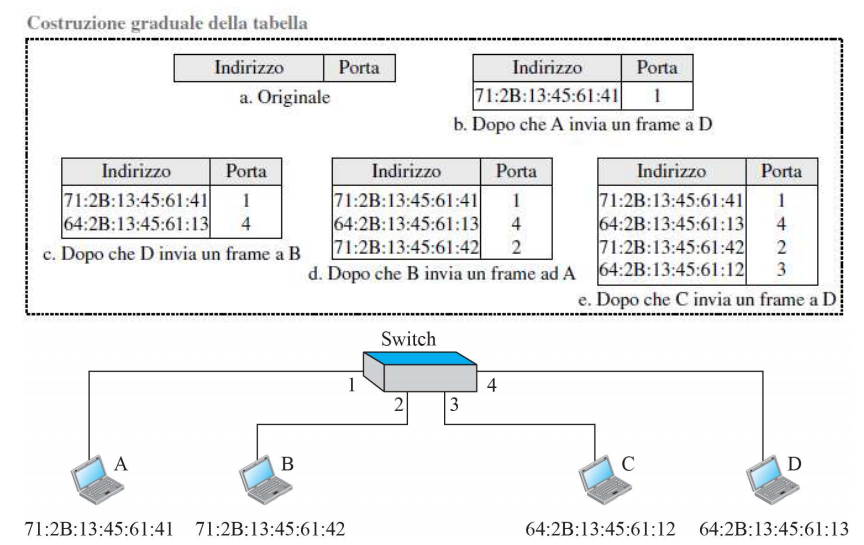 Costruzione graduale della tabella
Indirizzo Porta
a. Originale
Indirizzo Porta
71:2B:13:45:61:41 1
b. Dopo che A invia un frame a D
Indirizzo Porta
71:2B:13:45:61:41 1
64:2B:13:45:61:13 4
c. Dopo che D invia un frame a B
Indirizzo Porta
71:2B:13:45:61:41 1
64:2B:13:45:61:13 4
71:2B:13:45:61:42 2
d. Dopo che B invia un frame ad A
Indirizzo Porta
71:2B:13:45:61:41 1
64:2B:13:45:61:13 4
71:2B:13:45:61:42 2
64:2B:13:45:61:12 3
e. Dopo che C invia un frame a D
Switch
1 4
2 3
A B C D
71:2B:13:45:61:41 71:2B:13:45:61:42 64:2B:13:45:61:12 64:2B:13:45:61:13